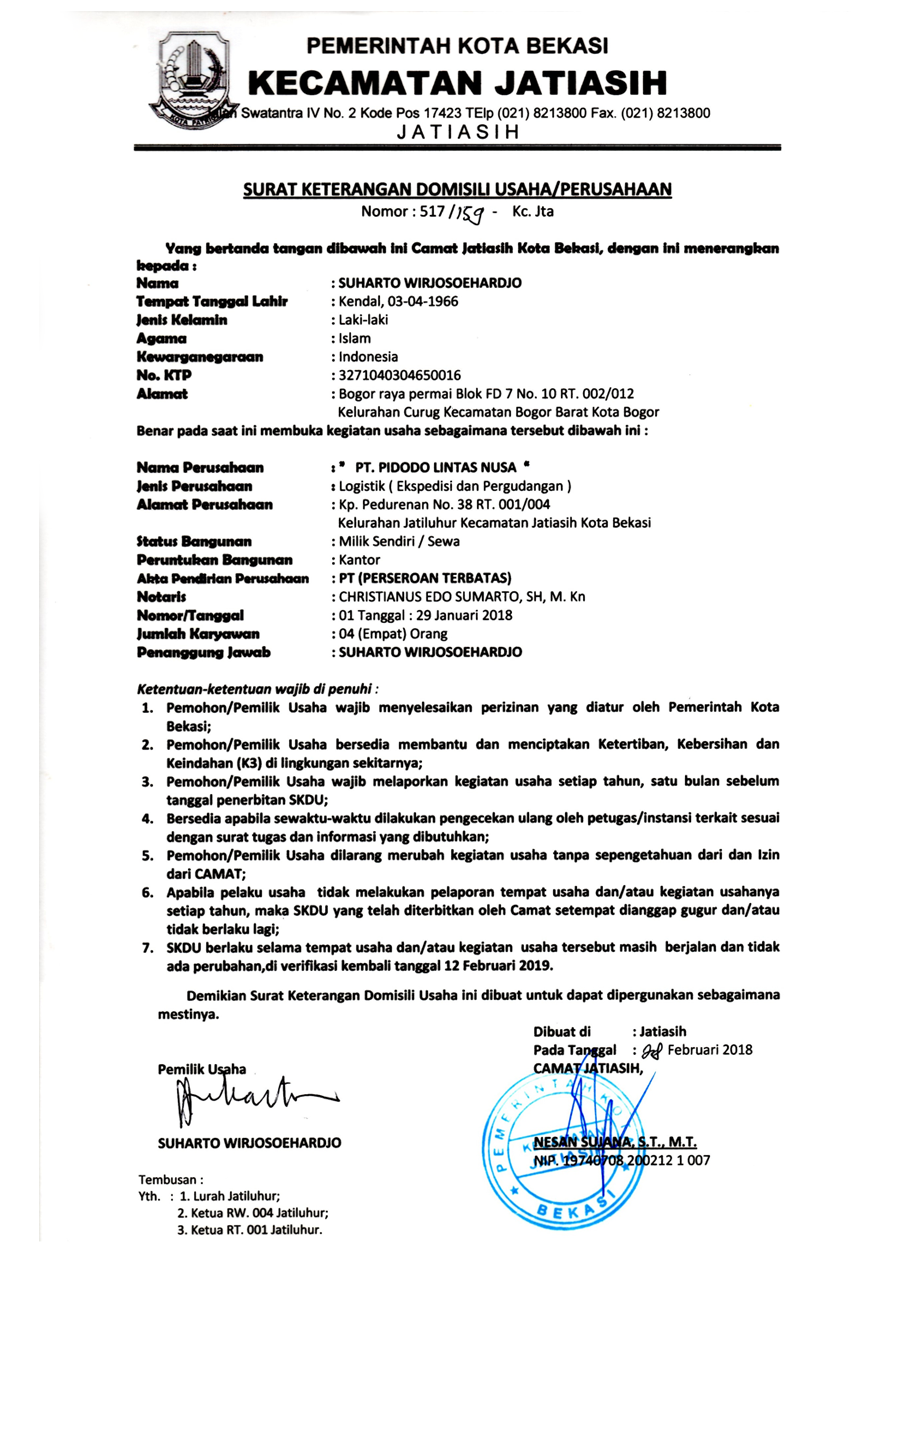 PEMERINTAH KOTA BEKASI
KECAMATAN JATIASIH
Jalan Swatantra IV No. 2 Kode Pos 17423 TElp (021) 8213800 Fax. (021) 8213800
JATIASIH
SURAT KETERANGAN DOMISILI USAHA/PERUSAHAAN
Nomor : 517 /159 - Kc. Jta
Yang bertanda tangan dibawah ini Camat Jatiasih Kota Bekasi, dengan ini menerangkan
kepada :
Nama : SUHARTO WIRJOSOEHARDJO
Tempat Tanggal Lahir : Kendal, 03-04-1966
Jenis Kelamin : Laki-laki
Agama : Islam
Kewarganegaraan : Indonesia
No. KTP : 3271040304650016
Alamat : Bogor raya permai Blok FD 7 No. 10 RT. 002/012
Kelurahan Curug Kecamatan Bogor Barat Kota Bogor
Benar pada saat ini membuka kegiatan usaha sebagaimana tersebut dibawah ini :
Nama Perusahaan : " PT. PIDODO LINTAS NUSA "
Jenis Perusahaan : Logistik ( Ekspedisi dan Pergudangan )
Alamat Perusahaan : Kp. Pedurenan No. 38 RT. 001/004
Kelurahan Jatiluhur Kecamatan Jatiasih Kota Bekasi
Status Bangunan : Milik Sendiri / Sewa
Peruntukan Bangunan : Kantor
Akta Pendirian Perusahaan : PT (PERSEROAN TERBATAS)
Notaris : CHRISTIANUS EDO SUMARTO, SH, M. Kn
Nomor/Tanggal : 01 Tanggal : 29 Januari 2018
Jumlah Karyawan : 04 (Empat) Orang
Penanggung Jawab : SUHARTO WIRJOSOEHARDJO
Ketentuan-ketentuan wajib di penuhi :
1. Pemohon/Pemilik Usaha wajib menyelesaikan perizinan yang diatur oleh Pemerintah Kota
Bekasi;
2. Pemohon/Pemilik Usaha bersedia membantu dan menciptakan Ketertiban, Kebersihan dan
Keindahan (K3) di lingkungan sekitarnya;
3. Pemohon/Pemilik Usaha wajib melaporkan kegiatan usaha setiap tahun, satu bulan sebelum
tanggal penerbitan SKDU;
4. Bersedia apabila sewaktu-waktu dilakukan pengecekan ulang oleh petugas/instansi terkait sesuai
dengan surat tugas dan informasi yang dibutuhkan;
5. Pemohon/Pemilik Usaha dilarang merubah kegiatan usaha tanpa sepengetahuan dari dan Izin
dari CAMAT;
6. Apabila pelaku usaha tidak melakukan pelaporan tempat usaha dan/atau kegiatan usahanya
setiap tahun, maka SKDU yang telah diterbitkan oleh Camat setempat dianggap gugur dan/atau
tidak berlaku lagi;
7. SKDU berlaku selama tempat usaha dan/atau kegiatan usaha tersebut masih berjalan dan tidak
ada perubahan,di verifikasi kembali tanggal 12 Februari 2019.
Demikian Surat Keterangan Domisili Usaha ini dibuat untuk dapat dipergunakan sebagaimana
mestinya.
Dibuat di : Jatiasih
Pada Tanggal : Februari 2018
Pemilik Usaha
CAMAT JATIASIH,
PEMERINTAH KOTA
KECAMATAN
JATIASIH
BEKASI
SUHARTO WIRJOSOEHARDJO
NESAN SUJANA, S.T., M.T.
NIP. 19740708 200212 1 007
Tembusan :
Yth. : 1. Lurah Jatiluhur;
2. Ketua RW. 004 Jatiluhur;
3. Ketua RT. 001 Jatiluhur.